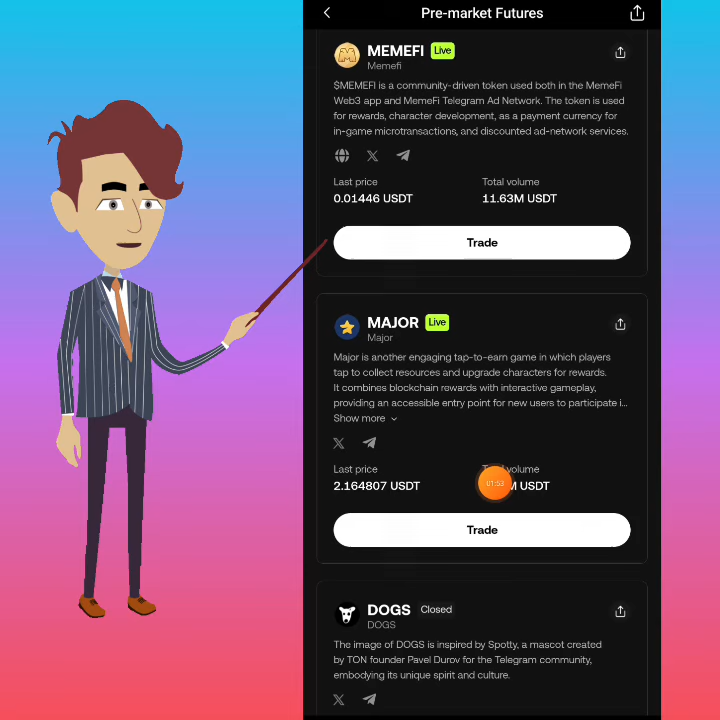 Pre-market Futures
MEMEFI Live
Memefi
$MEMEFI is a community-driven token used both in the MemeFi
Web3 app and MemeFi Telegram Ad Network. The token is used
for rewards, character development, as a payment currency for
in-game microtransactions, and discounted ad-network services.
Last price Total volume
0.01446 USDT 11.63M USDT
Trade
MAJOR Live
Major
Major is another engaging tap-to-earn game in which players
tap to collect resources and upgrade characters for rewards.
It combines blockchain rewards with interactive gameplay,
providing an accessible entry point for new users to participate i...
Show more
Last price volume
2.164807 USDT 01:53 M USDT
Trade
DOGS Closed
DOGS
The image of DOGS is inspired by Spotty, a mascot created
by TON founder Pavel Durov for the Telegram community,
embodying its unique spirit and culture.